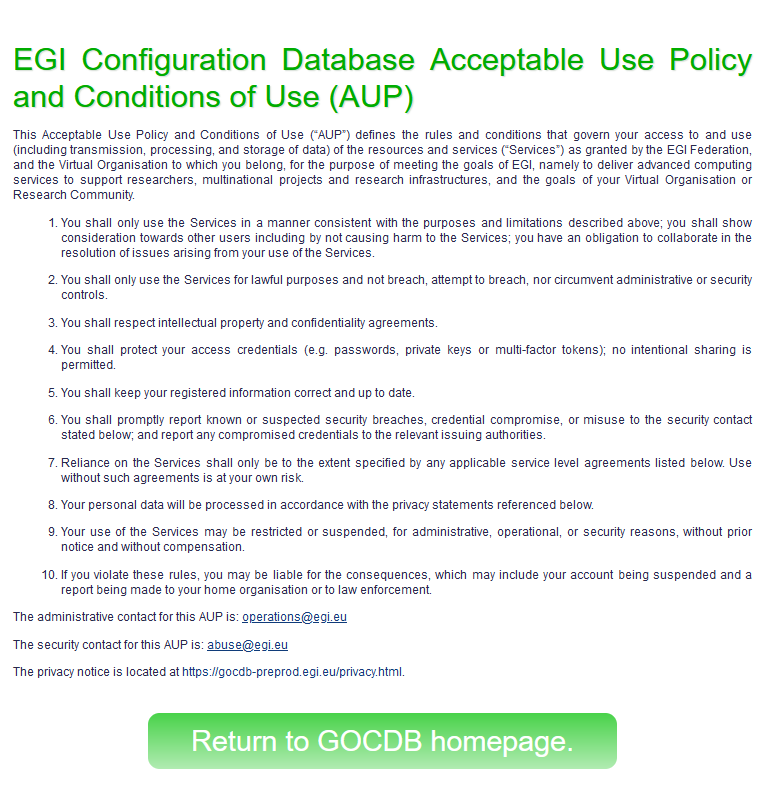 EGI Configuration Database Acceptable Use Policy
and Conditions of Use (AUP)
This Acceptable Use Policy and Conditions of Use (“AUP”) defines the rules and conditions that govern your access to and use
(including transmission, processing, and storage of data) of the resources and services (“Services”) as granted by the EGI Federation,
and the Virtual Organisation to which you belong, for the purpose of meeting the goals of EGI, namely to deliver advanced computing
services to support researchers, multinational projects and research infrastructures, and the goals of your Virtual Organisation or
Research Community.
1. You shall only use the Services in a manner consistent with the purposes and limitations described above; you shall show
consideration towards other users including by not causing harm to the Services; you have an obligation to collaborate in the
resolution of issues arising from your use of the Services.
2. You shall only use the Services for lawful purposes and not breach, attempt to breach, nor circumvent administrative or security
controls.
3. You shall respect intellectual property and confidentiality agreements.
4. You shall protect your access credentials (e.g. passwords, private keys or multi-factor tokens); no intentional sharing is
permitted.
5. You shall keep your registered information correct and up to date.
6. You shall promptly report known or suspected security breaches, credential compromise, or misuse to the security contact
stated below; and report any compromised credentials to the relevant issuing authorities.
7. Reliance on the Services shall only be to the extent specified by any applicable service level agreements listed below. Use
without such agreements is at your own risk.
8. Your personal data will be processed in accordance with the privacy statements referenced below.
9. Your use of the Services may be restricted or suspended, for administrative, operational, or security reasons, without prior
notice and without compensation.
10. If you violate these rules, you may be liable for the consequences, which may include your account being suspended and a
report being made to your home organisation or to law enforcement.
The administrative contact for this AUP is: operations@egi.eu
The security contact for this AUP is: abuse@egi.eu
The privacy notice is located at https://gocdb-preprod.egi.eu/privacy.html.
Return to GOCDB homepage.